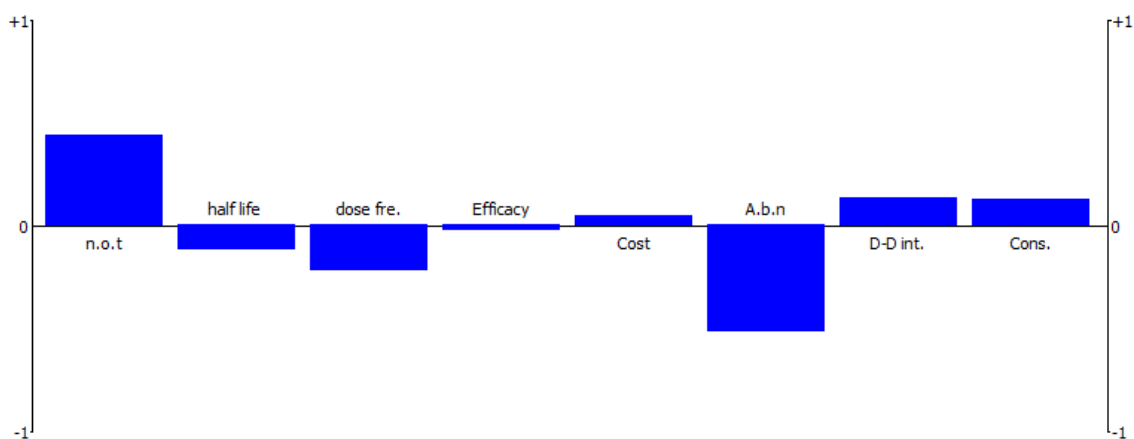 +1 +1
half life dose fre. Efficacy A.b.n
0 0
n.o.t Cost D-D int. Cons.
-1 -1